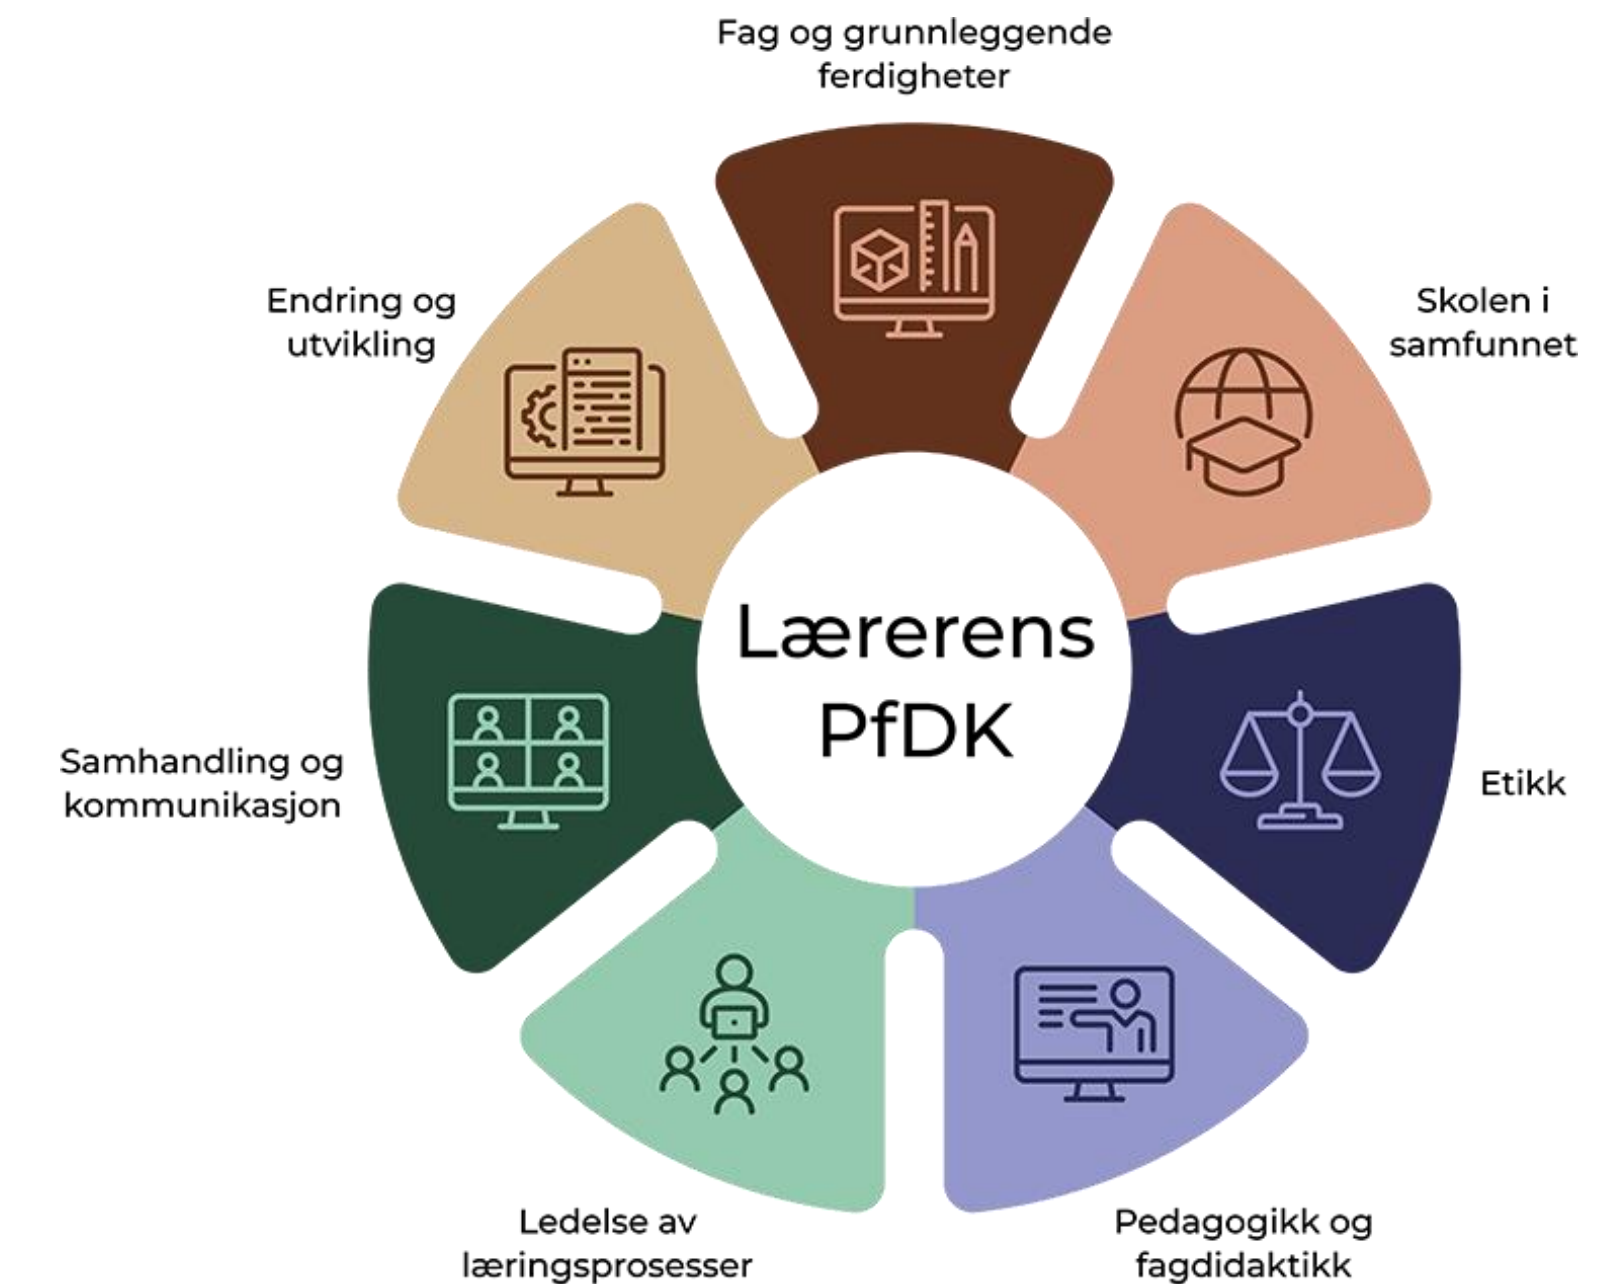 Fag og grunnleggende
ferdigheter
Skolen i
samfunnet
Etikk
Pedagogikk og
fagdidaktikk
Ledelse av
læringsprosesser
Samhandling og
kommunikasjon
Endring og
utvikling
Lærerens
PfDK